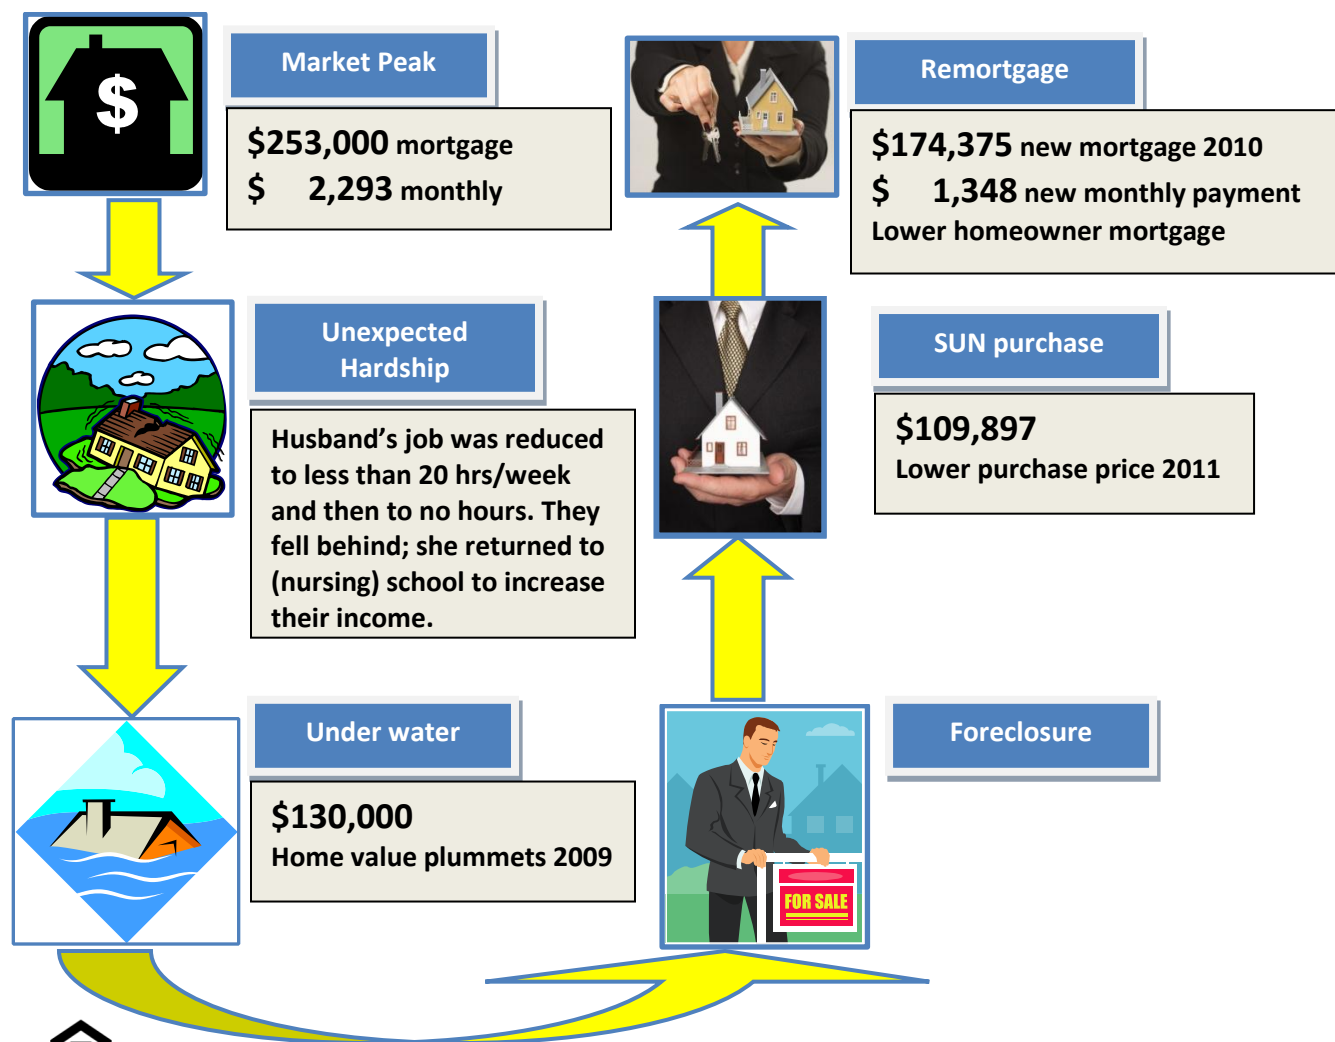 $
Market Peak
$253,000 mortgage
$ 2,293 monthly
Unexpected
Hardship
Husband's job was reduced
to less than 20 hrs/week
and then to no hours. They
fell behind; she returned to
(nursing) school to increase
their income.
Under water
$130,000
Home value plummets 2009
Foreclosure
FOR SALE
SUN purchase
$109,897
Lower purchase price 2011
Remortgage
$174,375 new mortgage 2010
$ 1,348 new monthly payment
Lower homeowner mortgage